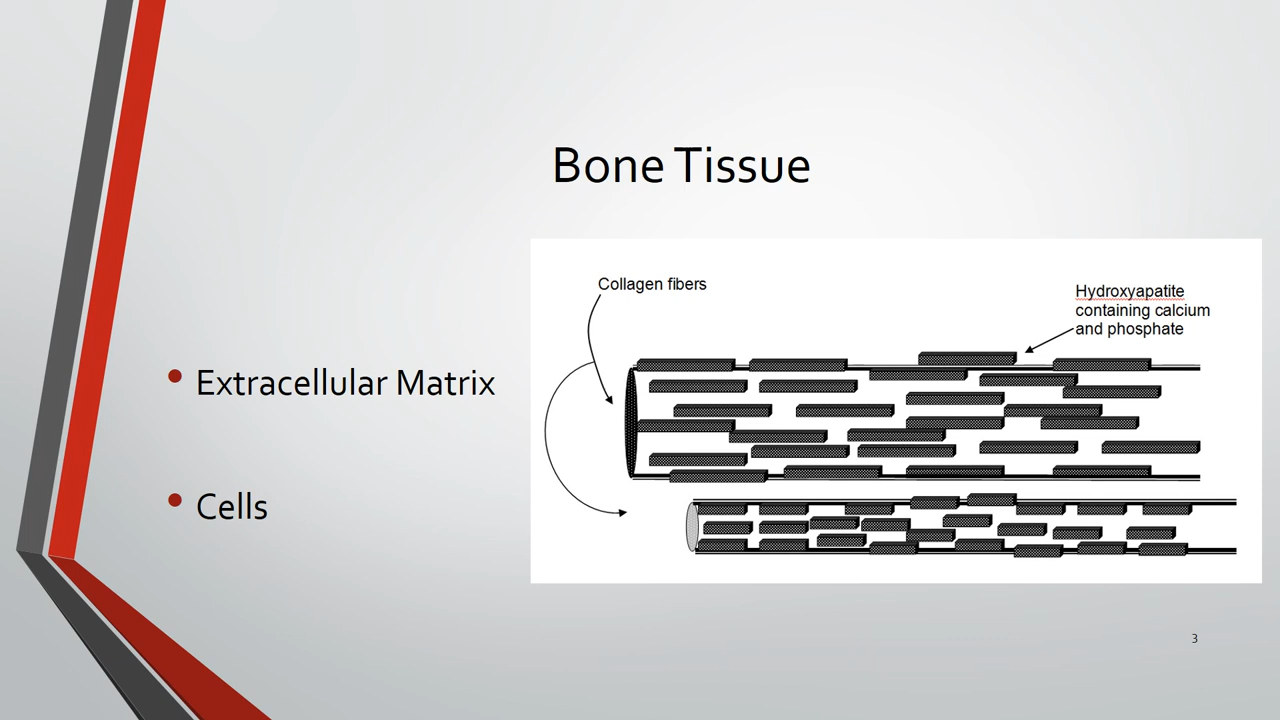 Bone Tissue
Collagen fibers
Hydroxyapatite
containing calcium
and phosphate
• Extracellular Matrix
• Cells
3